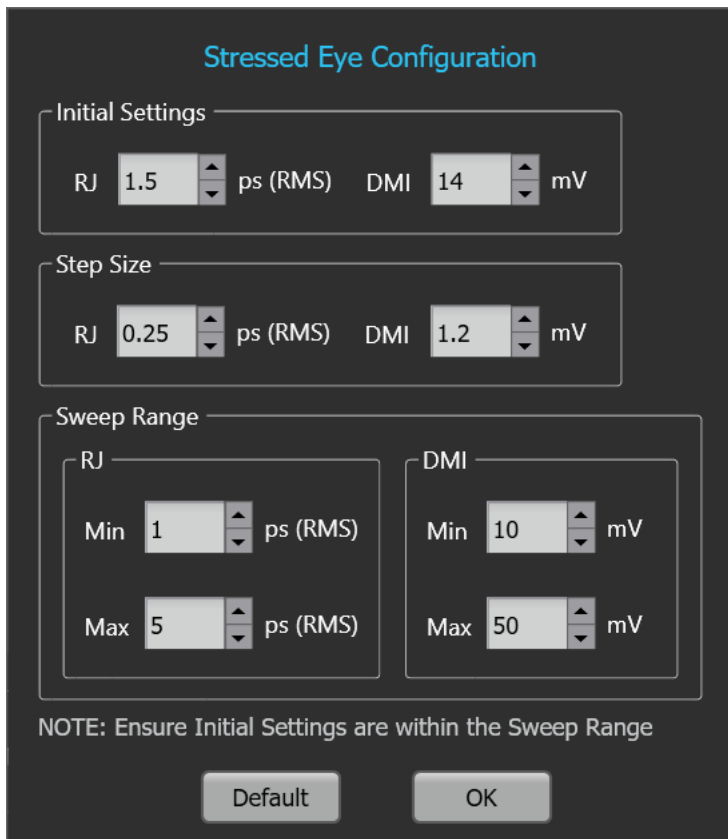 Stressed Eye Configuration
Initial Settings
RJ 1.5 ps (RMS) DMI 14 mV
Step Size
RJ 0.25 ps (RMS) DMI 1.2 mV
Sweep Range
RJ DMI
Min 1 ps (RMS) Min 10 mV
Max 5 ps (RMS) Max 50 mV
NOTE: Ensure Initial Settings are within the Sweep Range
Default OK